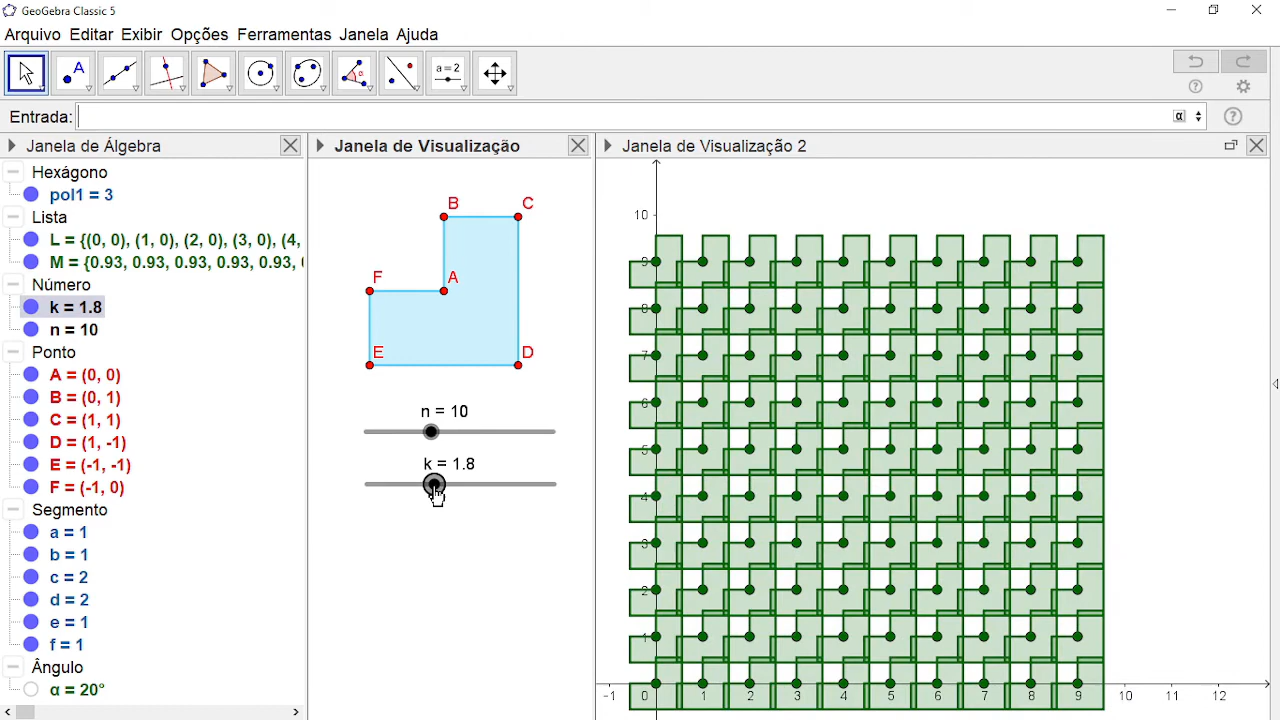 GeoGebra Classic 5
Arquivo Editar Exibir Opções Ferramentas Janela Ajuda
A
α
a=2
Entrada:
α
Janela de Álgebra
Janela de Visualização
Janela de Visualização 2
Hexágono
pol1 = 3
Lista
L = {(0, 0), (1, 0), (2, 0), (3, 0), (4,
M = {0.93, 0.93, 0.93, 0.93, 0.93, (
Número
k = 1.8
n = 10
Ponto
A = (0, 0)
B = (0, 1)
C = (1, 1)
D = (1, -1)
E = (-1, -1)
F = (-1, 0)
Segmento
a = 1
b = 1
c = 2
d = 2
e = 1
f = 1
Ângulo
α = 20°
B C
F A
E D
n = 10
k = 1.8
10
9
8
7
6
5
4
3
2
1
-1 0 1 2 3 4 5 6 7 8 9 10 11 12